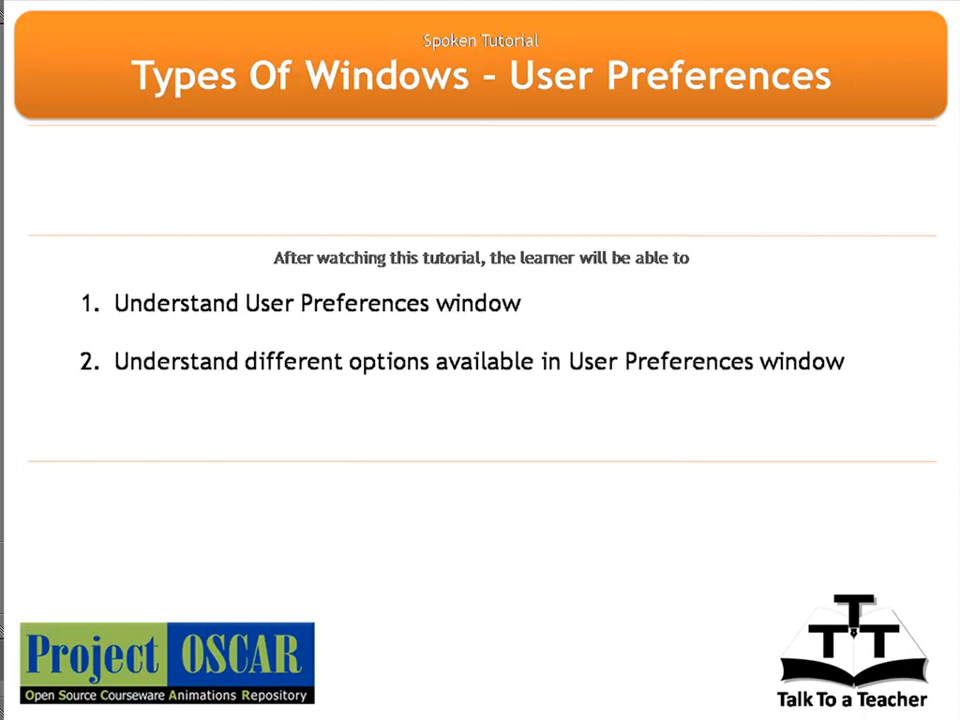 Spoken Tutorial
Types Of Windows – User Preferences
After watching this tutorial, the learner will be able to
1. Understand User Preferences window
2. Understand different options available in User Preferences window
Project OSCAR
Open Source Courseware Animations Repository
T
T T
Talk To a Teacher